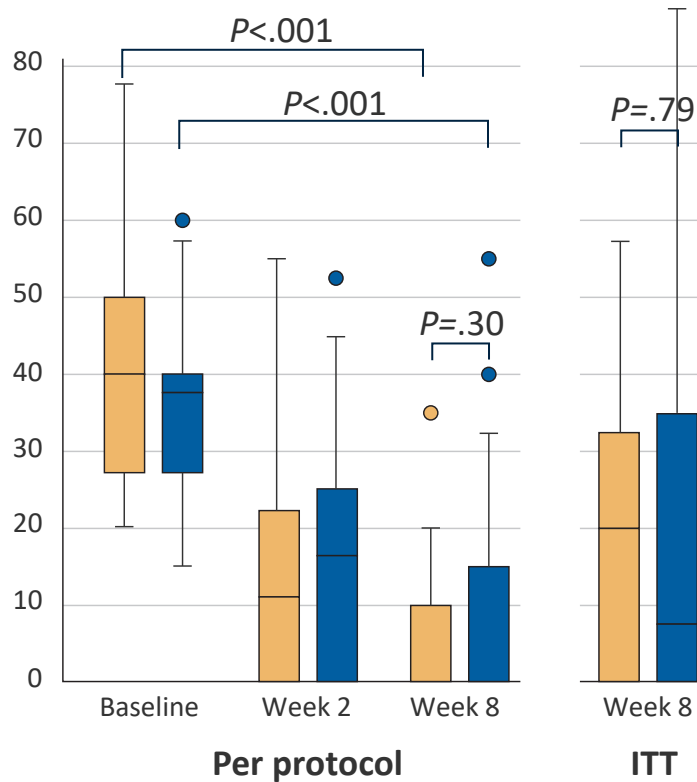 P<.001
80
P<.001
P=.79
70
60
50
P=.30
40
30
20
10
0
Baseline
Week 2
Week 8
Week 8
Per protocol
ITT